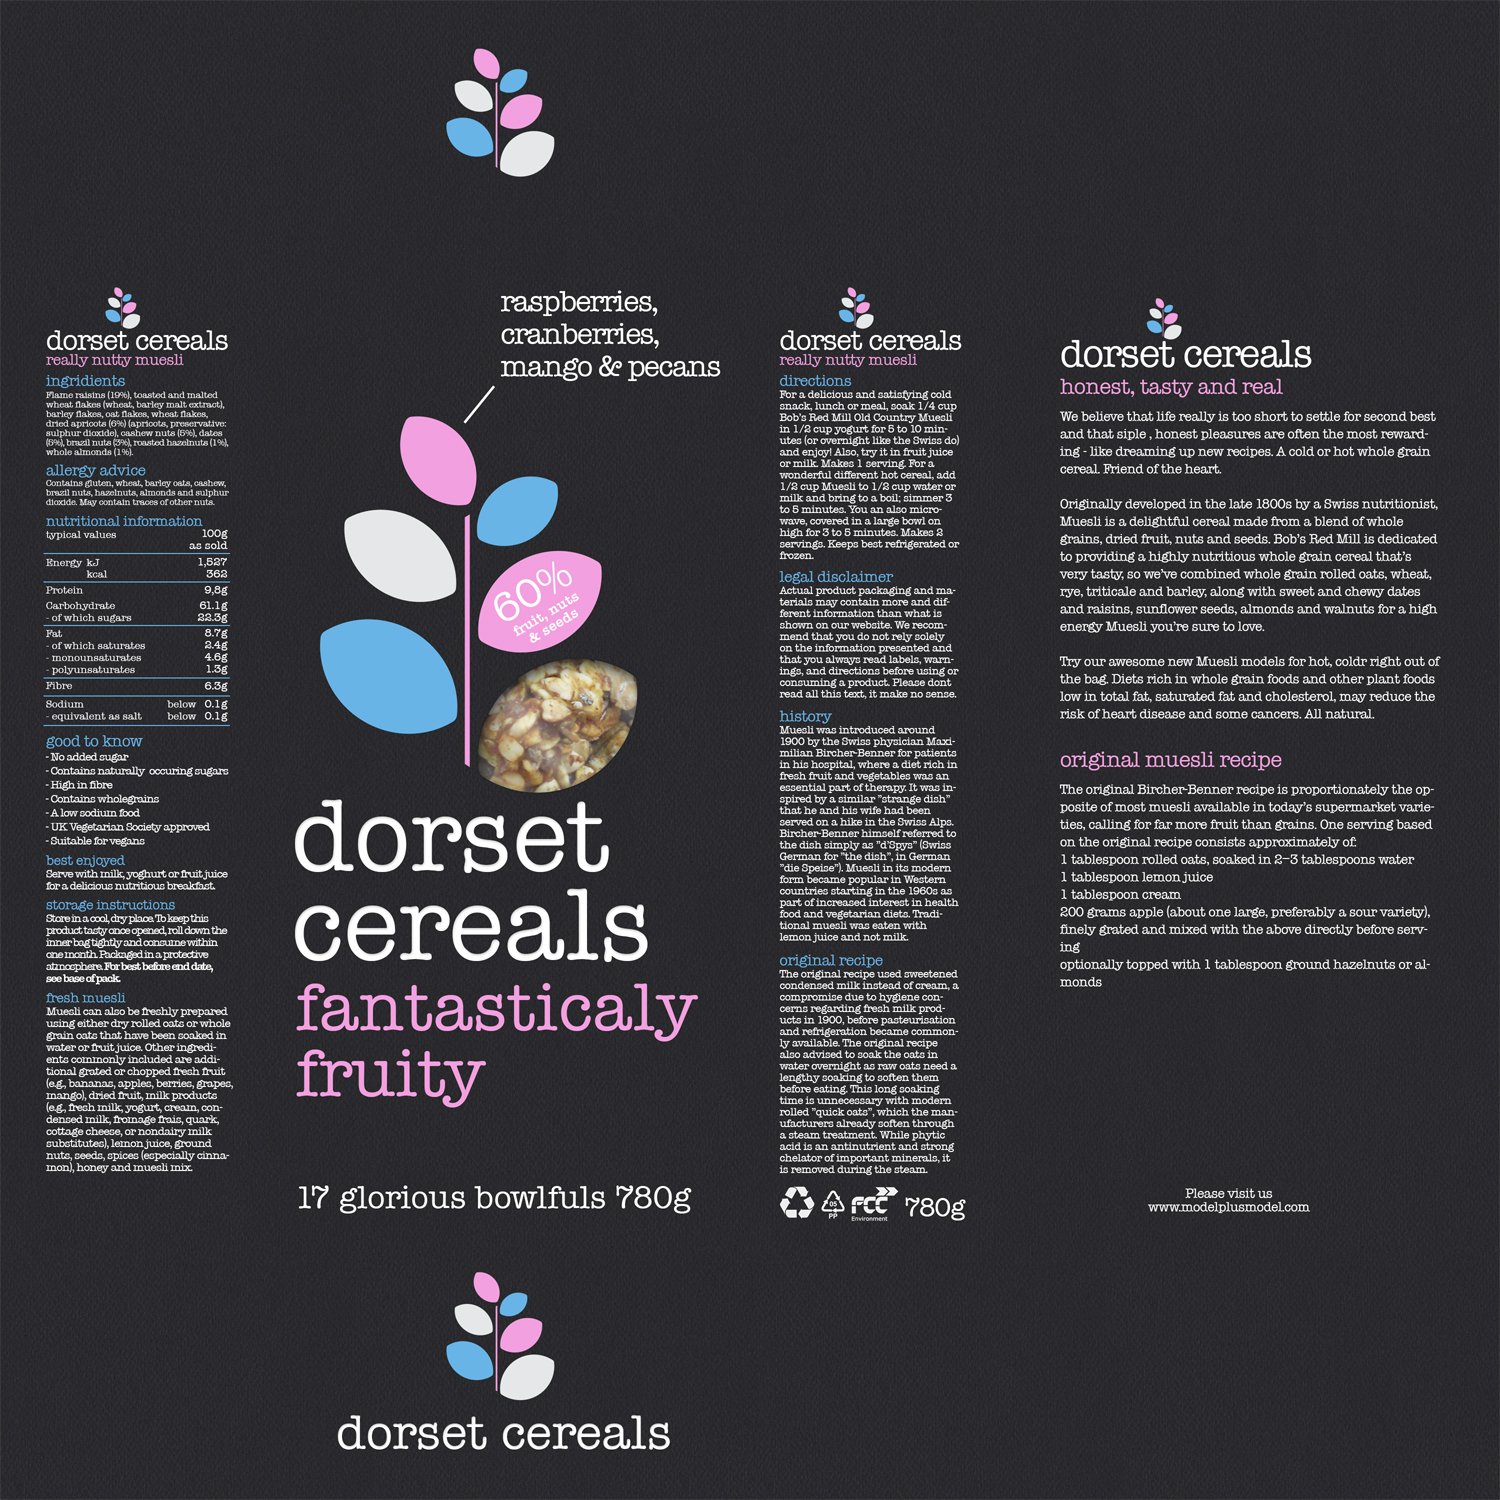 dorset cereals
really nutty muesli
ingridients
Flame raisins (19%), toasted and malted
wheat flakes (wheat, barley malt extract),
barley flakes, oat flakes, wheat flakes,
dried apricots (6%) (apricots, preservative:
sulphur dioxide), cashew nuts (5%), dates
(5%), brazil nuts (3%), roasted hazelnuts (1%),
whole almonds (1%).
allergy advice
Contains gluten, wheat, barley oats, cashew,
brazil nuts, hazelnuts, almonds and sulphur
dioxide. May contain traces of other nuts.
nutritional information
typical values 100g
as sold
Energy kJ 1,527
kcal 362
Protein 9,8g
Carbohydrate 61.1g
- of which sugars 22.3g
Fat 8.7g
- of which saturates 2.4g
- monounsaturates 4.6g
- polyunsaturates 1.3g
Fibre 6.3g
Sodium below 0.1g
- equivalent as salt below 0.1g
good to know
- No added sugar
- Contains naturally occuring sugars
- High in fibre
- Contains wholegrains
- A low sodium food
- UK Vegetarian Society approved
- Suitable for vegans
best enjoyed
Serve with milk, yoghurt or fruit juice
for a delicious nutritious breakfast.
storage instructions
Store in a cool, dry place. To keep this
product tasty once opened, roll down the
inner bag tightly and consume within
one month. Packaged in a protective
atmosphere. For best before end date,
see base of pack.
fresh muesli
Muesli can also be freshly prepared
using either dry rolled oats or whole
grain oats that have been soaked in
water or fruit juice. Other ingredi-
ents commonly included are addi-
tional grated or chopped fresh fruit
(e.g., bananas, apples, berries, grapes,
mango), dried fruit, milk products
(e.g., fresh milk, yogurt, cream, con-
densed milk, fromage frais, quark,
cottage cheese, or nondairy milk
substitutes), lemon juice, ground
nuts, seeds, spices (especially cinna-
mon), honey and muesli mix.
raspberries,
cranberries,
mango & pecans
60%
fruit, nuts
& seeds
dorset
cereals
fantasticaly
fruity
17 glorious bowlfuls 780g
dorset cereals
dorset cereals
really nutty muesli
directions
For a delicious and satisfying cold
snack, lunch or meal, soak 1/4 cup
Bob's Red Mill Old Country Muesli
in 1/2 cup yogurt for 5 to 10 min-
utes (or overnight like the Swiss do)
and enjoy! Also, try it in fruit juice
or milk. Makes 1 serving. For a
wonderful different hot cereal, add
1/2 cup Muesli to 1/2 cup water or
milk and bring to a boil; simmer 3
to 5 minutes. You an also micro-
wave, covered in a large bowl on
high for 3 to 5 minutes. Makes 2
servings. Keeps best refrigerated or
frozen.
legal disclaimer
Actual product packaging and ma-
terials may contain more and dif-
ferent information than what is
shown on our website. We recom-
mend that you do not rely solely
on the information presented and
that you always read labels, warn-
ings, and directions before using or
consuming a product. Please dont
read all this text, it make no sense.
history
Muesli was introduced around
1900 by the Swiss physician Maxi-
milian Bircher-Benner for patients
in his hospital, where a diet rich in
fresh fruit and vegetables was an
essential part of therapy. It was in-
spired by a similar "strange dish"
that he and his wife had been
served on a hike in the Swiss Alps.
Bircher-Benner himself referred to
the dish simply as "d'Spys" (Swiss
German for "the dish", in German
"die Speise"). Muesli in its modern
form became popular in Western
countries starting in the 1960s as
part of increased interest in health
food and vegetarian diets. Tradi-
tional muesli was eaten with
lemon juice and not milk.
original recipe
The original recipe used sweetened
condensed milk instead of cream, a
compromise due to hygiene con-
cerns regarding fresh milk prod-
ucts in 1900, before pasteurisation
and refrigeration became common-
ly available. The original recipe
also advised to soak the oats in
water overnight as raw oats need a
lengthy soaking to soften them
before eating. This long soaking
time is unnecessary with modern
rolled "quick oats", which the man-
ufacturers already soften through
a steam treatment. While phytic
acid is an antinutrient and strong
chelator of important minerals, it
is removed during the steam.
05
PP
FCC
Environment
780g
dorset cereals
honest, tasty and real
We believe that life really is too short to settle for second best
and that siple , honest pleasures are often the most reward-
ing - like dreaming up new recipes. A cold or hot whole grain
cereal. Friend of the heart.
Originally developed in the late 1800s by a Swiss nutritionist,
Muesli is a delightful cereal made from a blend of whole
grains, dried fruit, nuts and seeds. Bob's Red Mill is dedicated
to providing a highly nutritious whole grain cereal that's
very tasty, so we've combined whole grain rolled oats, wheat,
rye, triticale and barley, along with sweet and chewy dates
and raisins, sunflower seeds, almonds and walnuts for a high
energy Muesli you're sure to love.
Try our awesome new Muesli models for hot, coldr right out of
the bag. Diets rich in whole grain foods and other plant foods
low in total fat, saturated fat and cholesterol, may reduce the
risk of heart disease and some cancers. All natural.
original muesli recipe
The original Bircher-Benner recipe is proportionately the op-
posite of most muesli available in today's supermarket varie-
ties, calling for far more fruit than grains. One serving based
on the original recipe consists approximately of:
1 tablespoon rolled oats, soaked in 2–3 tablespoons water
1 tablespoon lemon juice
1 tablespoon cream
200 grams apple (about one large, preferably a sour variety),
finely grated and mixed with the above directly before serv-
ing
optionally topped with 1 tablespoon ground hazelnuts or al-
monds
Please visit us
www.modelplusmodel.com